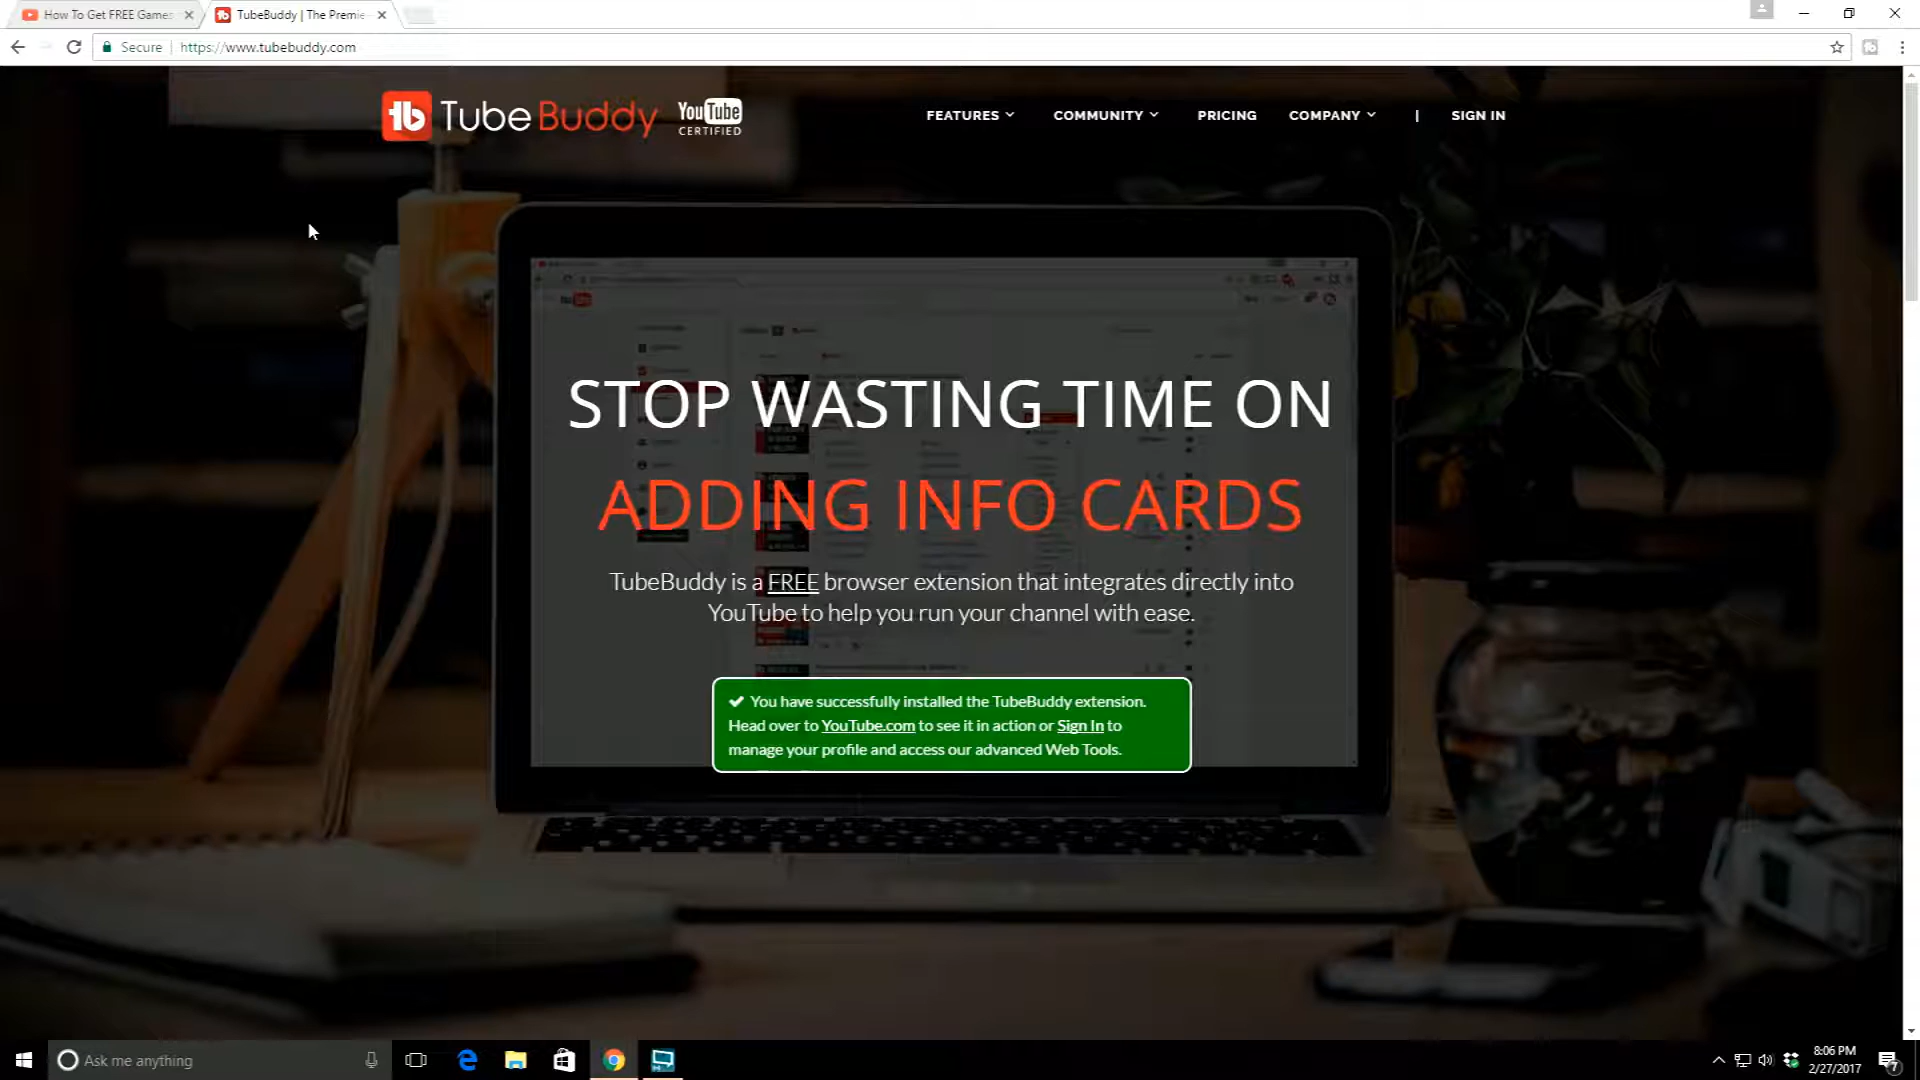 How To Get FREE Games
TubeBuddy | The Premie
Secure
https://www.tubebuddy.com
TubeBuddy
YouTube
CERTIFIED
FEATURES
COMMUNITY
PRICING
COMPANY
|
SIGN IN
STOP WASTING TIME ON
ADDING INFO CARDS
TubeBuddy is a FREE browser extension that integrates directly into
YouTube to help you run your channel with ease.
You have successfully installed the TubeBuddy extension.
Head over to YouTube.com to see it in action or Sign In to
manage your profile and access our advanced Web Tools.
Ask me anything
8:06 PM
2/27/2017
7